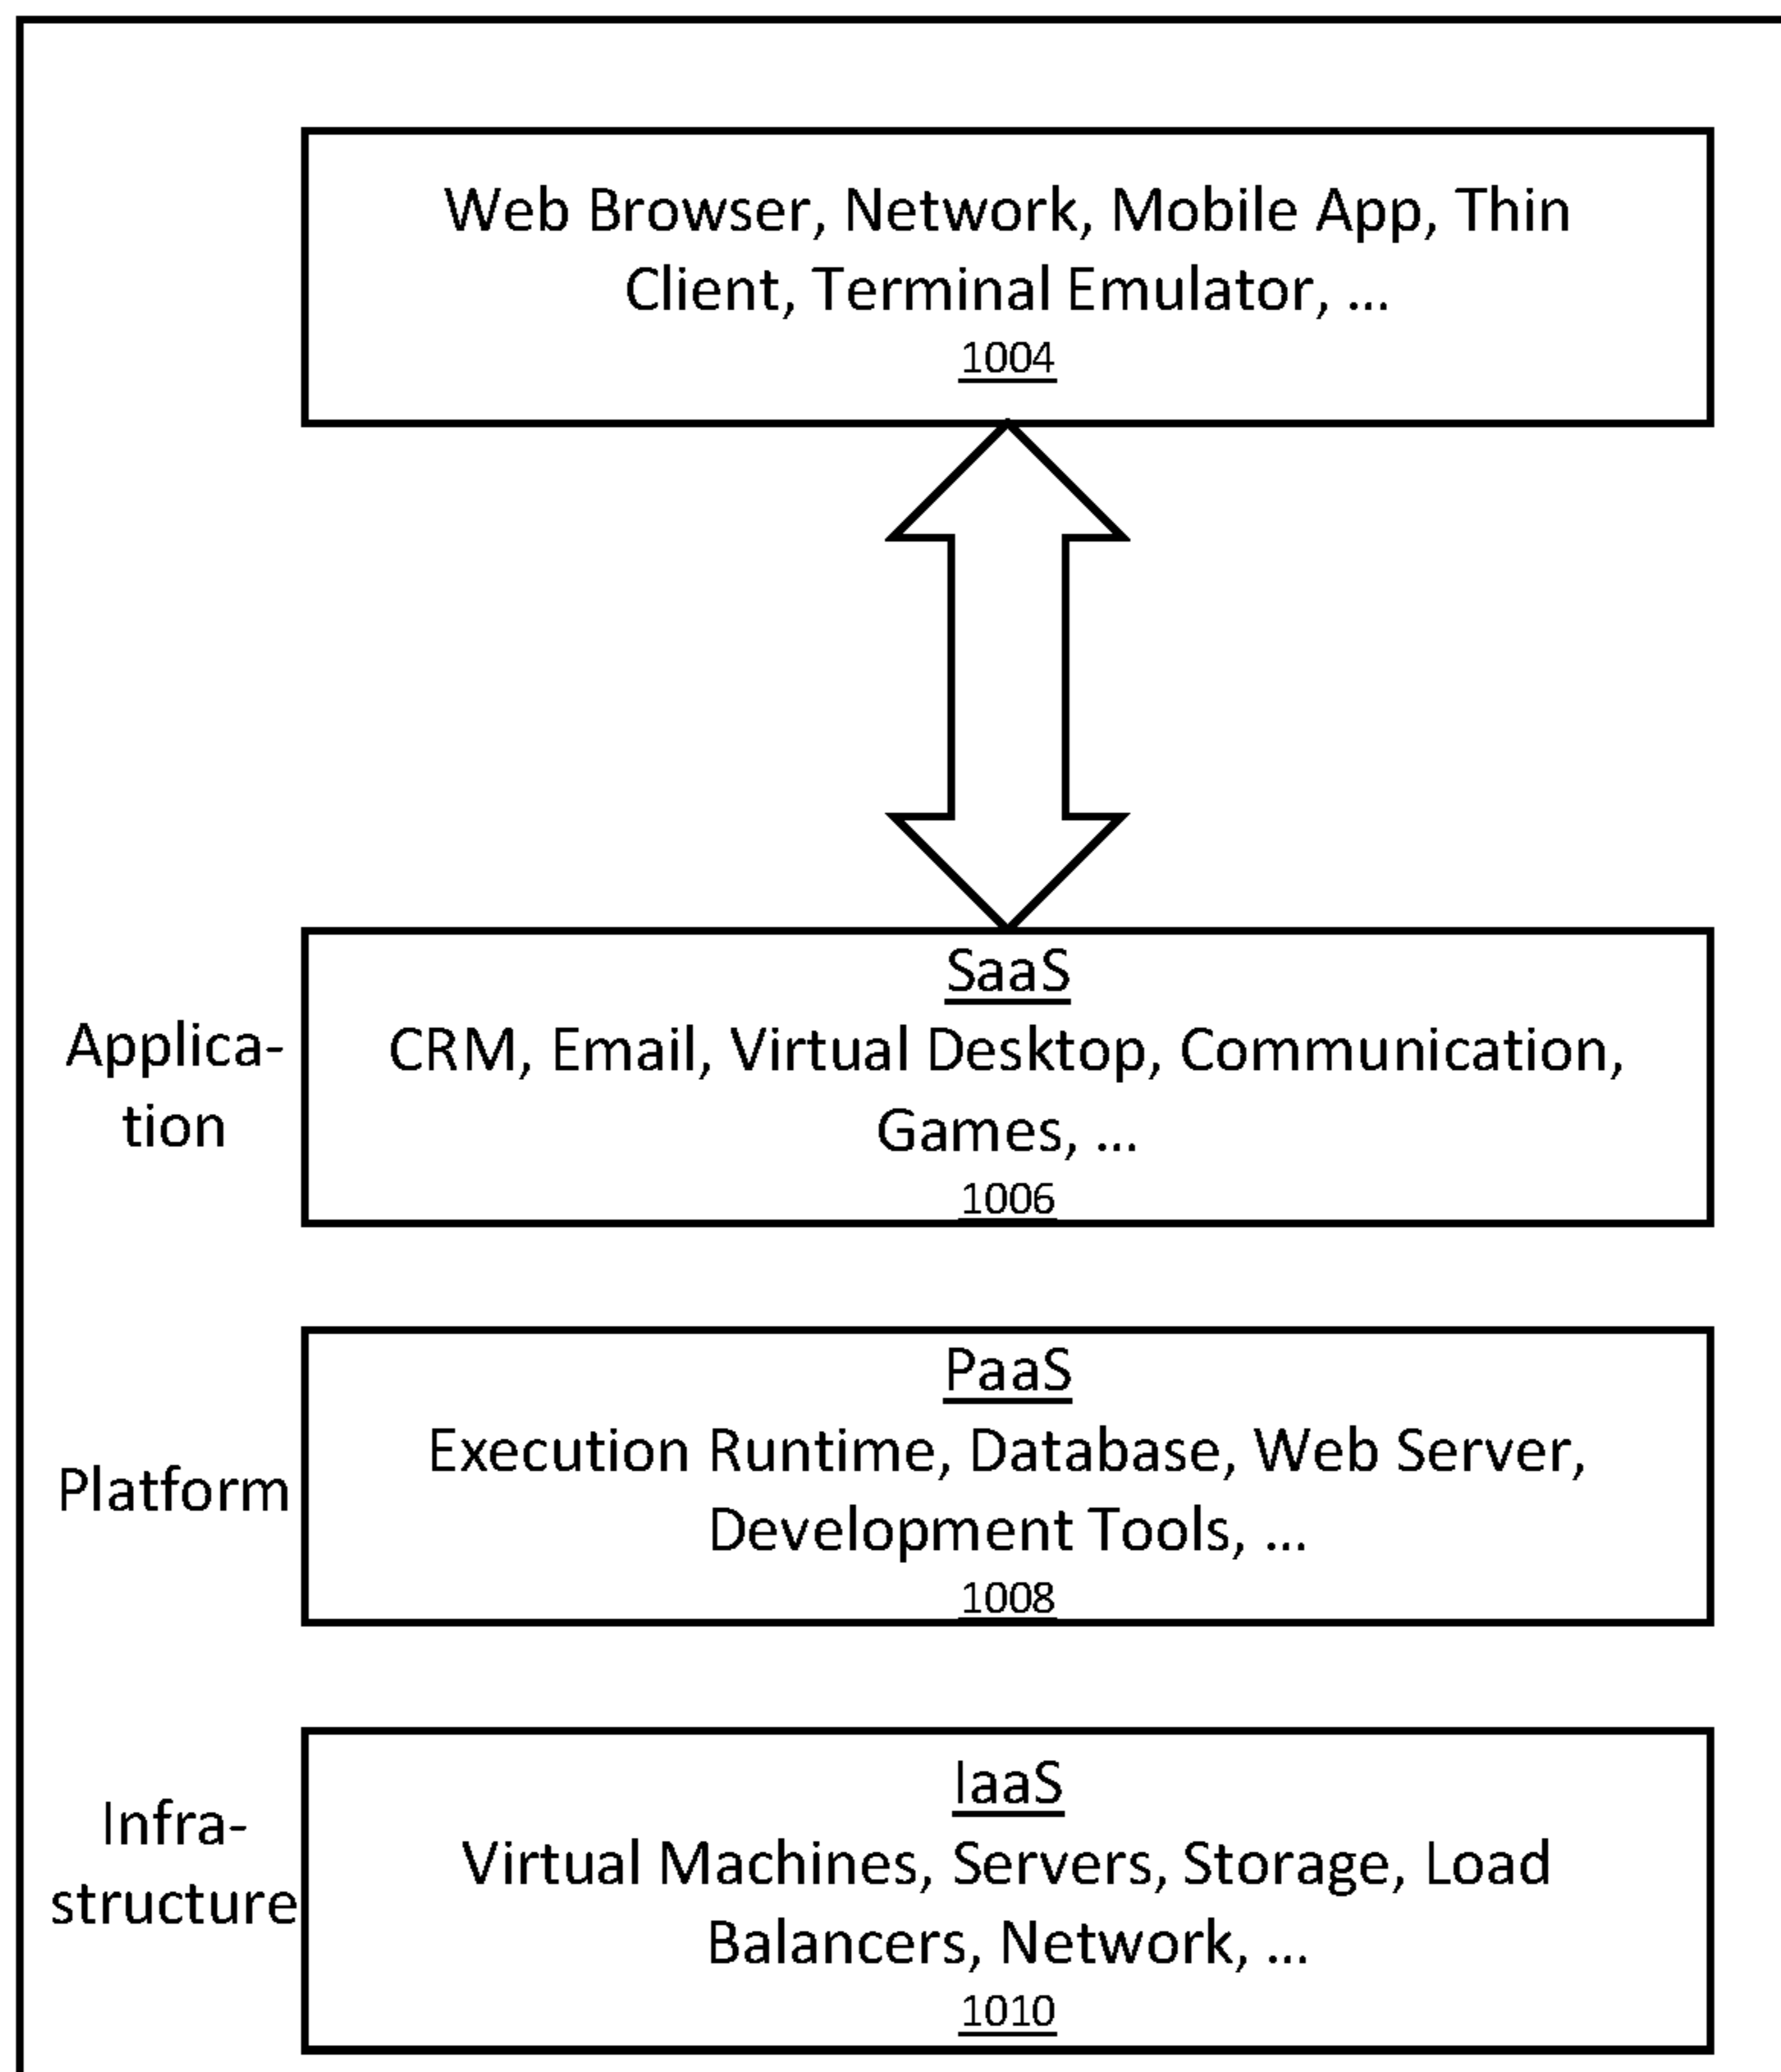 Web Browser, Network, Mobile App, Thin
Client, Terminal Emulator, ...
1004
SaaS
Applica-
tion
CRM, Email, Virtual Desktop, Communication,
Games, ...
1006
PaaS
Platform
Execution Runtime, Database, Web Server,
Development Tools, ...
1008
IaaS
Infra-
structure
Virtual Machines, Servers, Storage, Load
Balancers, Network, ...
1010